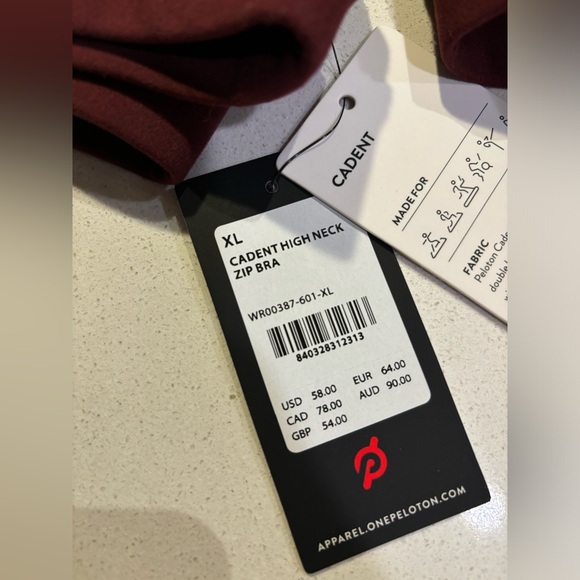 CADENT
MADE FOR
FABRIC
Peloton Cade
double
XL
CADENT HIGH NECK
ZIP BRA
WR00387-601-XL
840328312313
USD 58.00 EUR 64.00
CAD 78.00 AUD 90.00
GBP 54.00
APPAREL.ONEPELOTON.COM